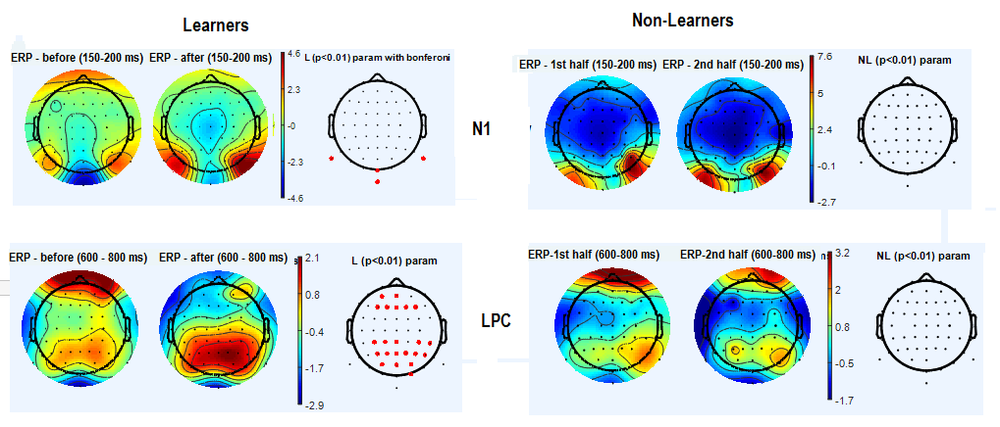 Learners
Non-Learners
ERP - before (150-200 ms)
ERP - after (150-200 ms)
4.6
2.3
-0
-2.3
-4.6
L (p<0.01) param with bonferoni
N1
ERP - 1st half (150-200 ms)
ERP - 2nd half (150-200 ms)
7.6
5
2.4
-0.1
-2.7
NL (p<0.01) param
ERP - before (600 - 800 ms)
ERP - after (600 - 800 ms)
2.1
0.8
-0.4
-1.7
-2.9
L (p<0.01) param
LPC
ERP-1st half (600-800 ms)
ERP-2nd half (600-800 ms)
3.2
2
0.8
-0.5
-1.7
NL (p<0.01) param